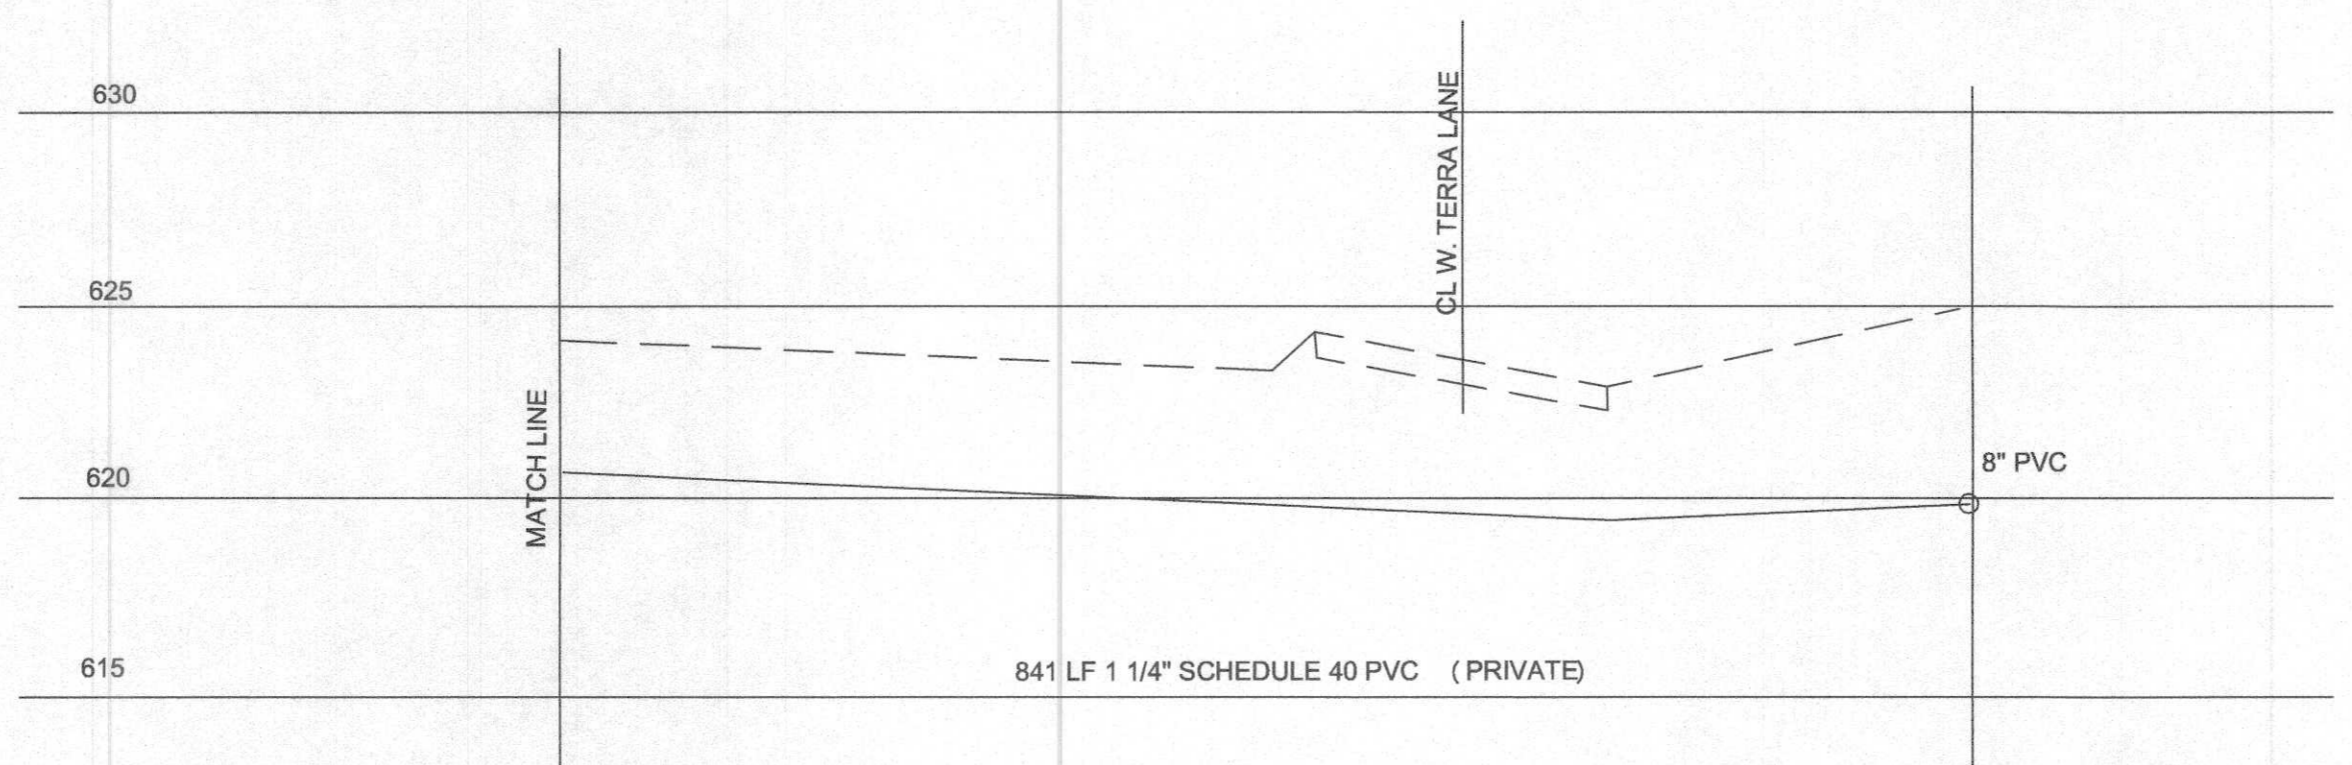 630
CL W. TERRA LANE
625
MATCH LINE
620
8" PVC
615
841 LF 1 1/4" SCHEDULE 40 PVC ( PRIVATE)